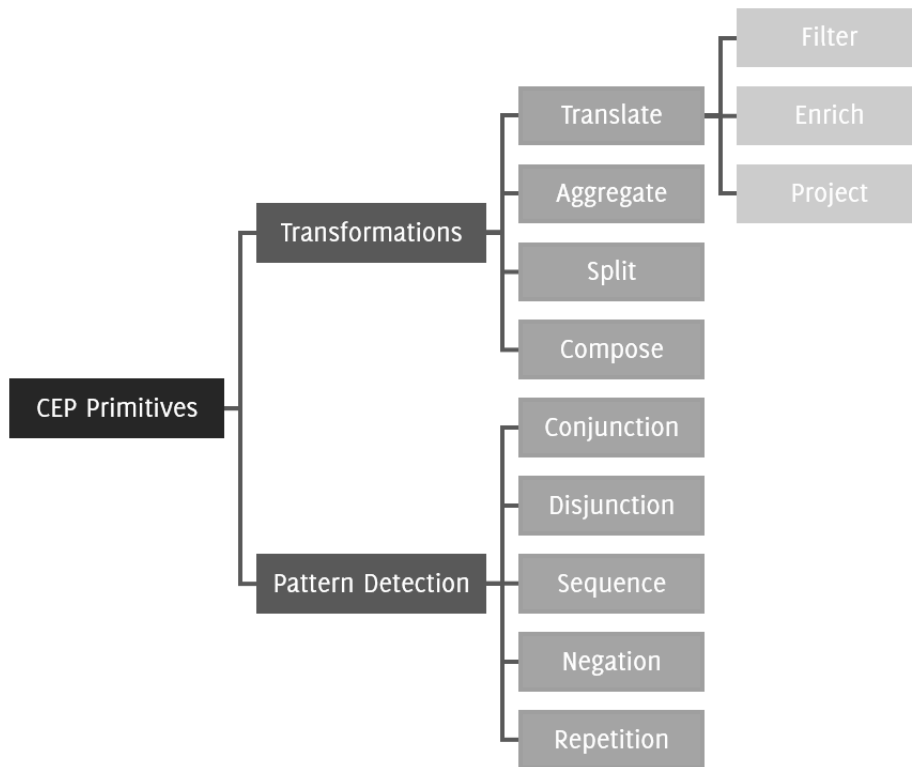 CEP Primitives
Transformations
Translate
Filter
Enrich
Project
Aggregate
Split
Compose
Pattern Detection
Conjunction
Disjunction
Sequence
Negation
Repetition